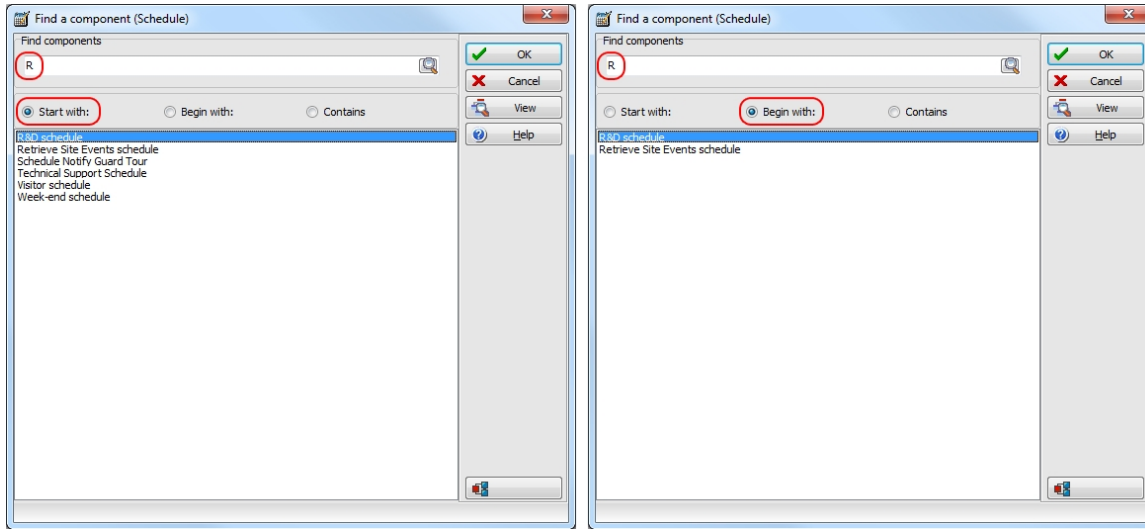 Find a component (Schedule)
Find components
R
OK
Cancel
Start with:
Begin with:
Contains
View
Help
R&D schedule
Retrieve Site Events schedule
Schedule Notify Guard Tour
Technical Support Schedule
Visitor schedule
Week-end schedule
Find a component (Schedule)
Find components
R
OK
Cancel
Start with:
Begin with:
Contains
View
Help
R&D schedule
Retrieve Site Events schedule